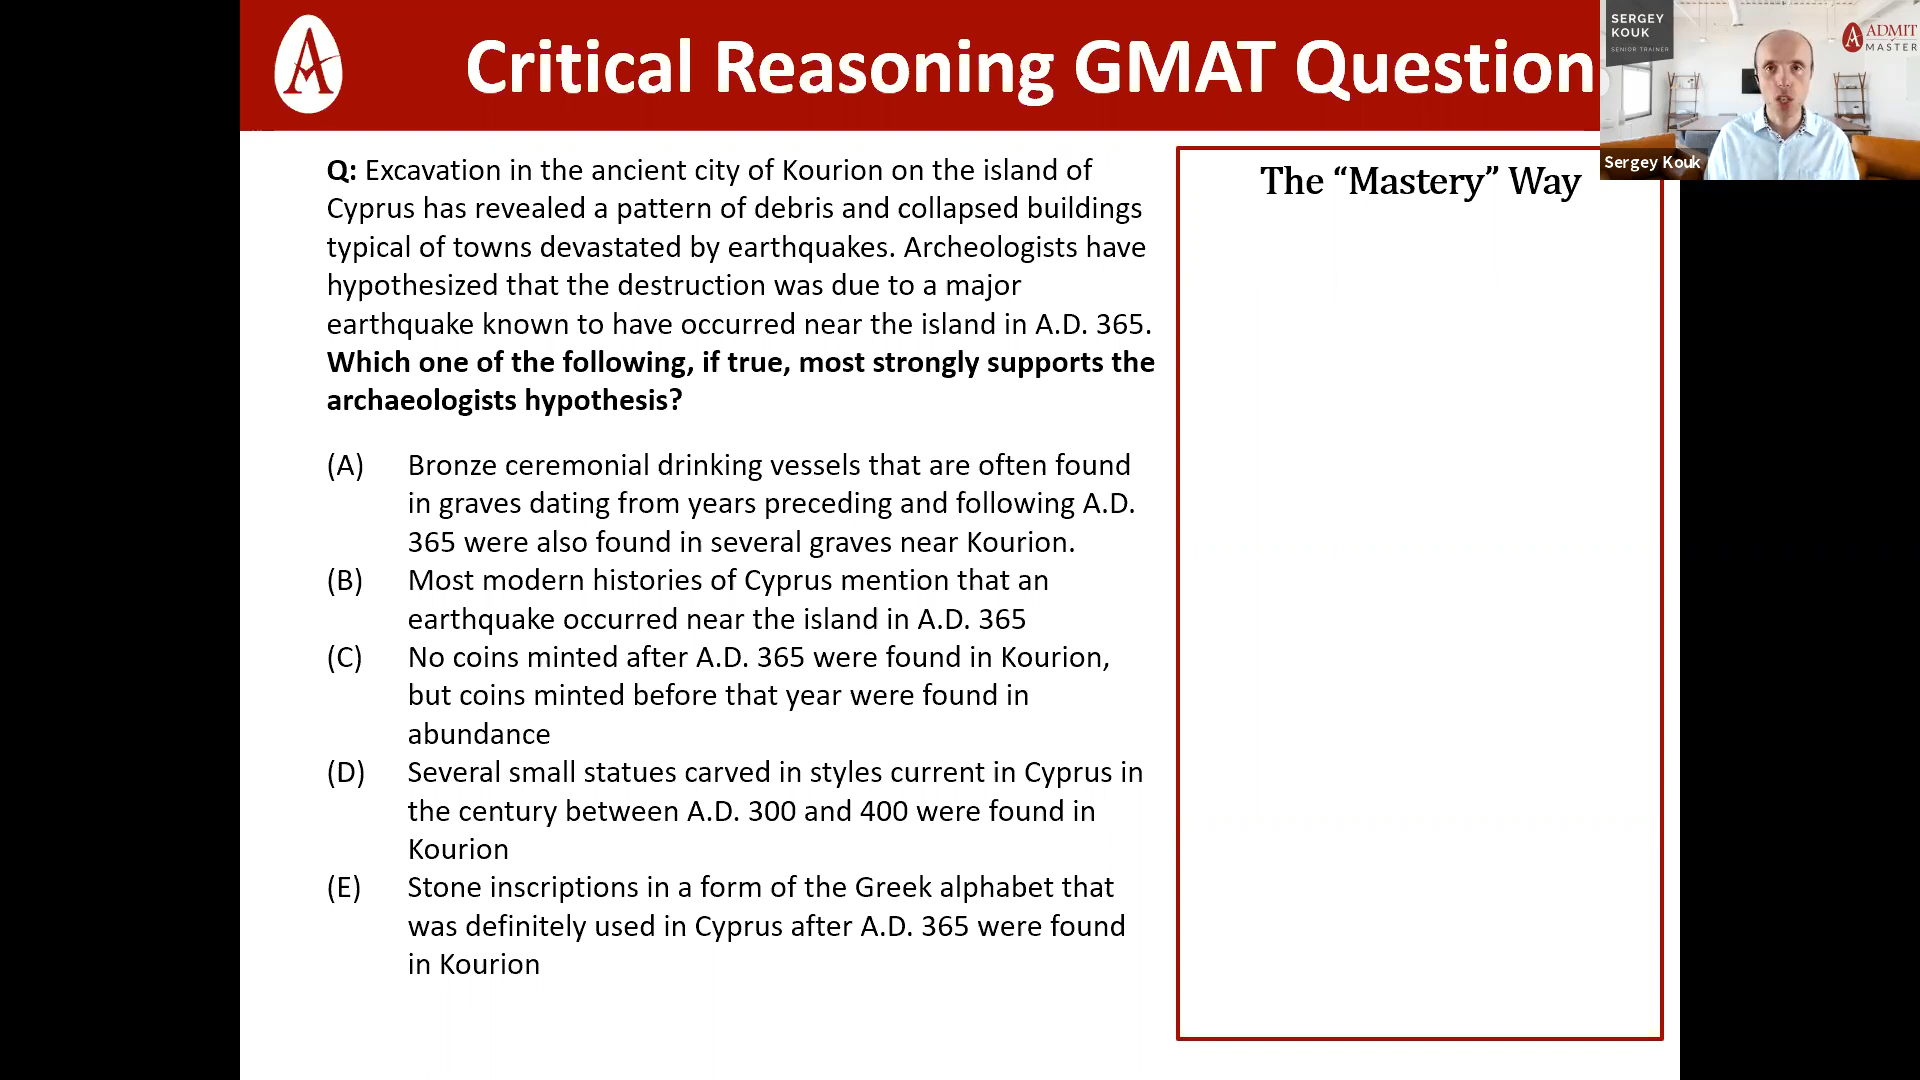 Critical Reasoning GMAT Question
SERGEY
KOUK
SENIOR TRAINER
ADMIT
MASTER
Sergey Kouk
Q: Excavation in the ancient city of Kourion on the island of
Cyprus has revealed a pattern of debris and collapsed buildings
typical of towns devastated by earthquakes. Archeologists have
hypothesized that the destruction was due to a major
earthquake known to have occurred near the island in A.D. 365.
Which one of the following, if true, most strongly supports the
archaeologists hypothesis?
(A) Bronze ceremonial drinking vessels that are often found
in graves dating from years preceding and following A.D.
365 were also found in several graves near Kourion.
(B) Most modern histories of Cyprus mention that an
earthquake occurred near the island in A.D. 365
(C) No coins minted after A.D. 365 were found in Kourion,
but coins minted before that year were found in
abundance
(D) Several small statues carved in styles current in Cyprus in
the century between A.D. 300 and 400 were found in
Kourion
(E) Stone inscriptions in a form of the Greek alphabet that
was definitely used in Cyprus after A.D. 365 were found
in Kourion
The “Mastery” Way